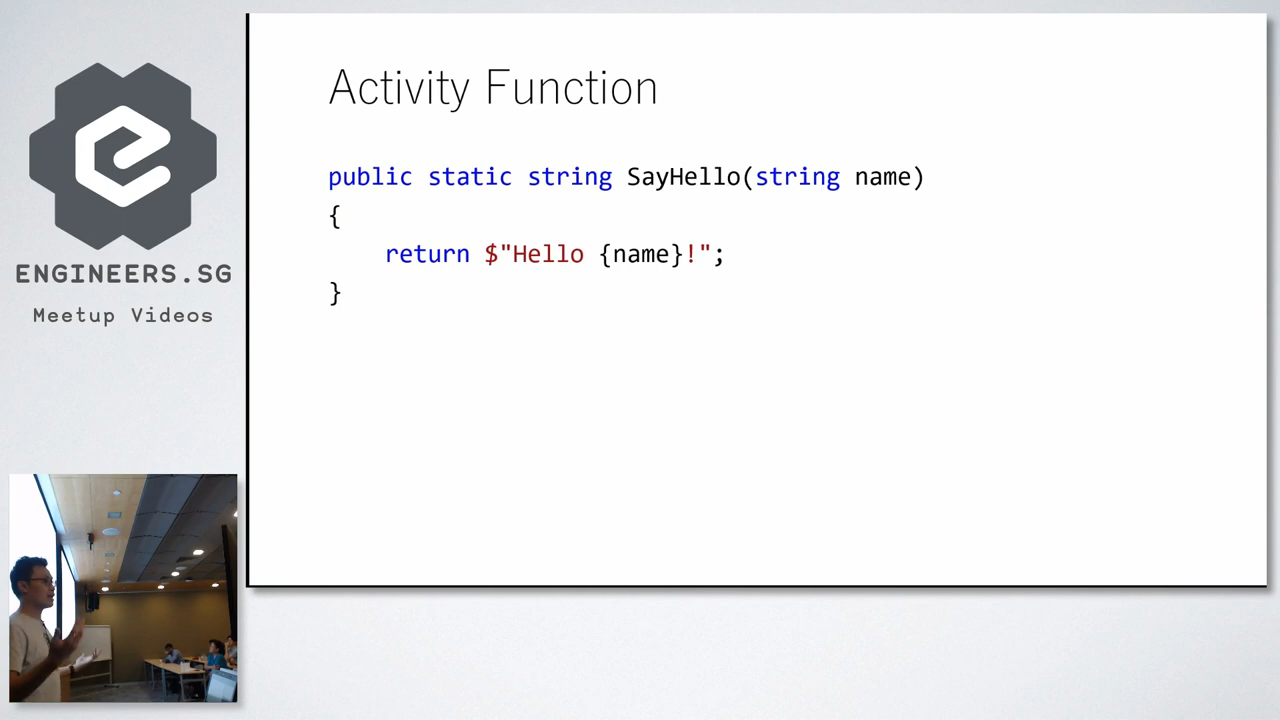 ENGINEERS.SG
Meetup Videos
Activity Function
public static string SayHello(string name)
{
    return $"Hello {name}!";
}